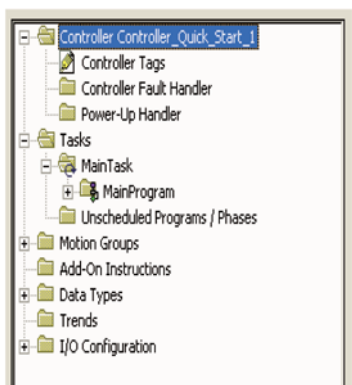 Controller Controller_Quick_Start_1
Controller Tags
Controller Fault Handler
Power-Up Handler
Tasks
MainTask
MainProgram
Unscheduled Programs / Phases
Motion Groups
Add-On Instructions
Data Types
Trends
I/O Configuration